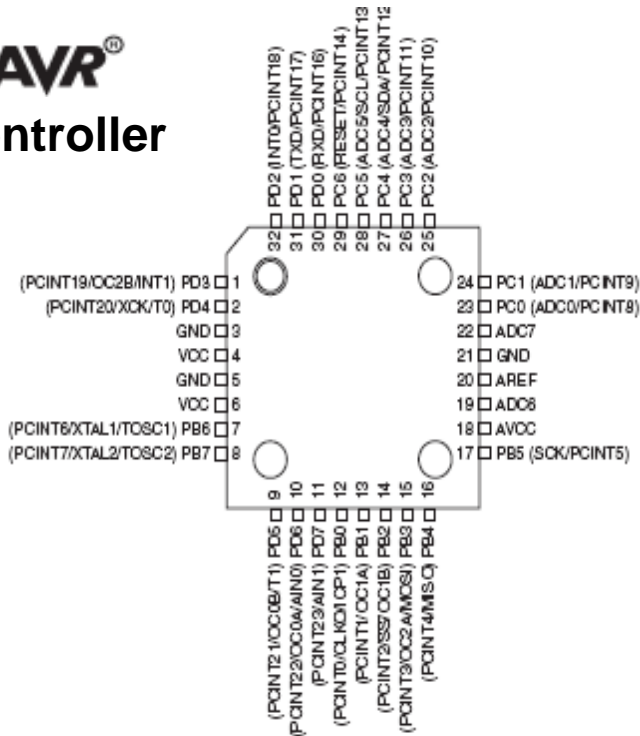 AVR®
ntroller
32 PD2 (INT0/PCINT18)
31 PD1 (TXD/PCINT17)
30 PD0 (RXD/PCINT16)
29 PC6 (RESET/PCINT14)
28 PC5 (ADC5/SCL/PCINT13
27 PC4 (ADC4/SDA/PCINT12
26 PC3 (ADC3/PCINT11)
25 PC2 (ADC2/PCINT10)
(PCINT19/OC2B/INT1) PD3 1
(PCINT20/XCK/T0) PD4 2
GND 3
VCC 4
GND 5
VCC 6
(PCINT6/XTAL1/TOSC1) PB6 7
(PCINT7/XTAL2/TOSC2) PB7 8
24 PC1 (ADC1/PCINT9)
23 PC0 (ADC0/PCINT8)
22 ADC7
21 GND
20 AREF
19 ADC6
18 AVCC
17 PB5 (SCK/PCINT5)
(PCINT21/OC0B/T1) PD5 9
(PCINT22/OC0A/AIN0) PD6 10
(PCINT23/AIN1) PD7 11
(PCINT0/CLKO/ICP1) PB0 12
(PCINT1/OC1A) PB1 13
(PCINT2/SS/OC1B) PB2 14
(PCINT3/OC2A/MOSI) PB3 15
(PCINT4/MISO) PB4 16